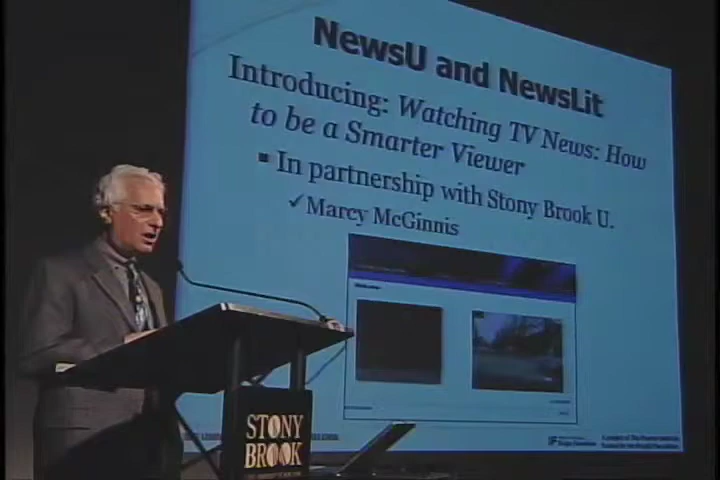 NewsU and NewsLit
Introducing: Watching TV News: How
to be a Smarter Viewer
▪ In partnership with Stony Brook U.
✓ Marcy McGinnis
STONY
BROOK